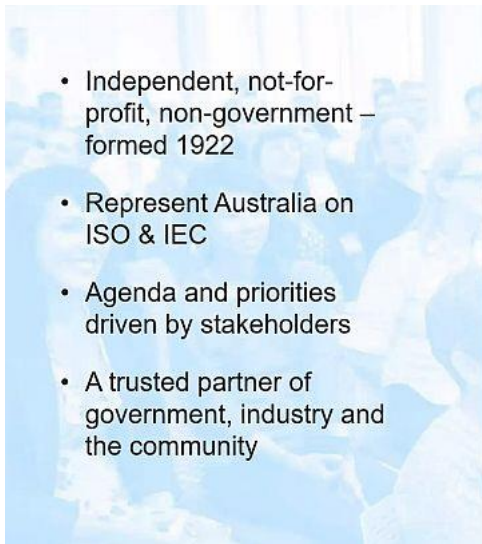 • Independent, not-for-
profit, non-government –
formed 1922
• Represent Australia on
ISO & IEC
• Agenda and priorities
driven by stakeholders
• A trusted partner of
government, industry and
the community